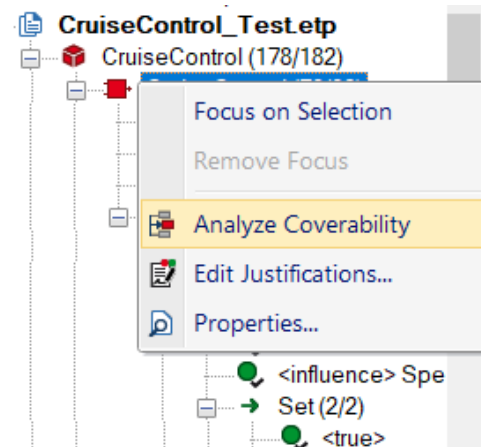 CruiseControl_Test.etp
CruiseControl (178/182)
Focus on Selection
Remove Focus
Analyze Coverability
Edit Justifications...
Properties...
<influence> Spe
Set (2/2)
<true>